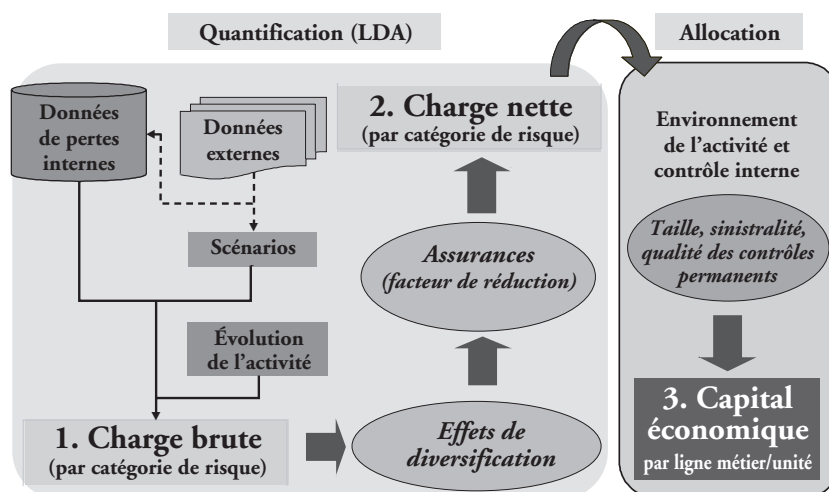 Quantification (LDA)
Allocation
Données
de pertes
internes
Données
externes
Scénarios
Évolution
de l'activité
1. Charge brute
(par catégorie de risque)
Effets de
diversification
Assurances
(facteur de réduction)
2. Charge nette
(par catégorie de risque)
Environnement
de l'activité et
contrôle interne
Taille, sinistralité,
qualité des contrôles
permanents
3. Capital
économique
par ligne métier/unité